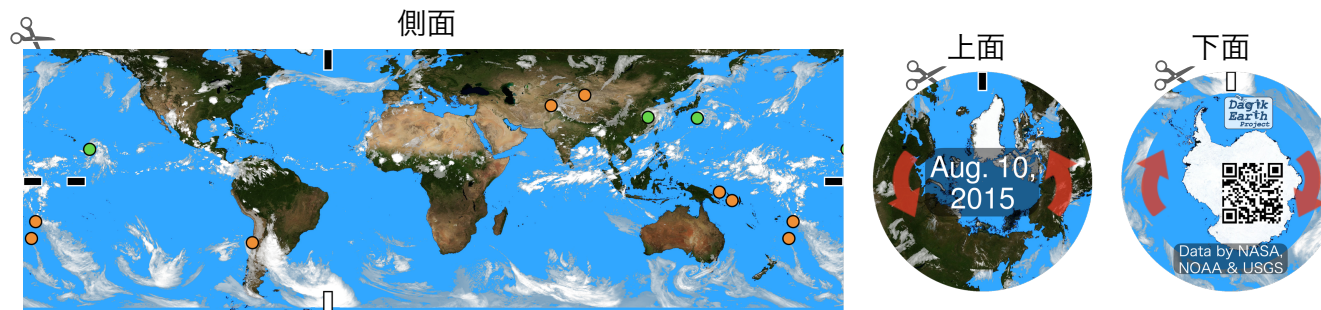 側面
上面
下面
Aug. 10,
2015
Dagik
Earth
Project
Data by NASA,
NOAA & USGS